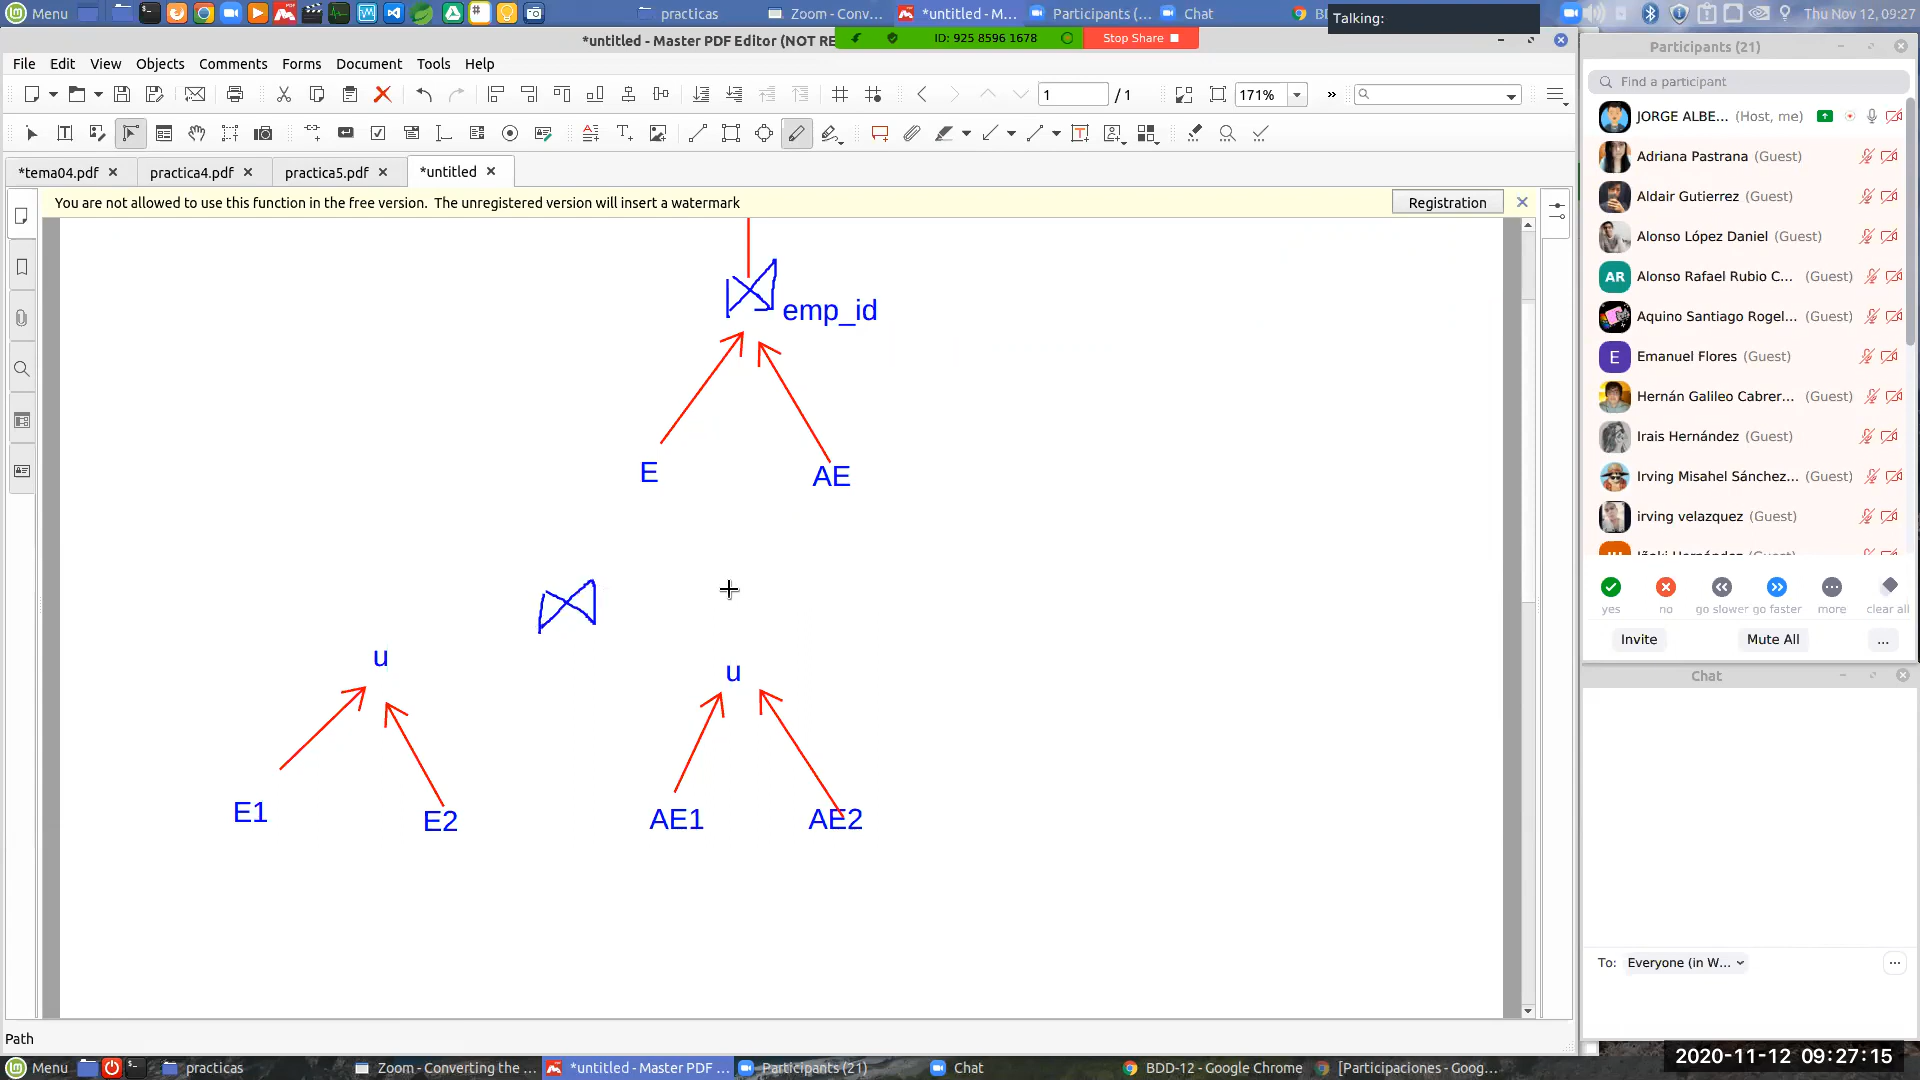 Menu
practicas
Zoom - Conv...
*untitled - M...
Participants (...
Chat
Talking:
Thu Nov 12, 09:27
*untitled - Master PDF Editor (NOT RE
ID: 925 8596 1678
Stop Share
File Edit View Objects Comments Forms Document Tools Help
1 / 1
171%
*tema04.pdf
practica4.pdf
practica5.pdf
*untitled
You are not allowed to use this function in the free version. The unregistered version will insert a watermark
Registration
emp_id
E
AE
u
u
E1
E2
AE1
AE2
Path
Participants (21)
Find a participant
JORGE ALBE... (Host, me)
Adriana Pastrana (Guest)
Aldair Gutierrez (Guest)
Alonso López Daniel (Guest)
AR Alonso Rafael Rubio C... (Guest)
Aquino Santiago Rogel... (Guest)
E Emanuel Flores (Guest)
Hernán Galileo Cabrer... (Guest)
Irais Hernández (Guest)
Irving Misahel Sánchez... (Guest)
irving velazquez (Guest)
yes
no
go slower
go faster
more
clear all
Invite
Mute All
...
Chat
To: Everyone (in W...
Menu
practicas
Zoom - Converting the ...
*untitled - Master PDF ...
Participants (21)
Chat
BDD-12 - Google Chrome
[Participaciones - Goog...
2020-11-12 09:27:15